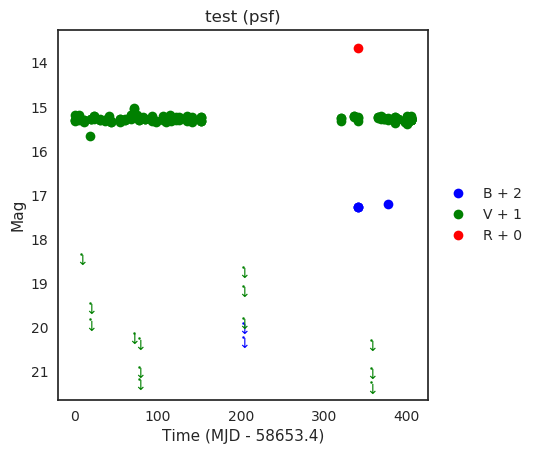 test (psf)
14
15
16
17
18
19
20
21
Mag
0
100
200
300
400
Time (MJD - 58653.4)
B + 2
V + 1
R + 0